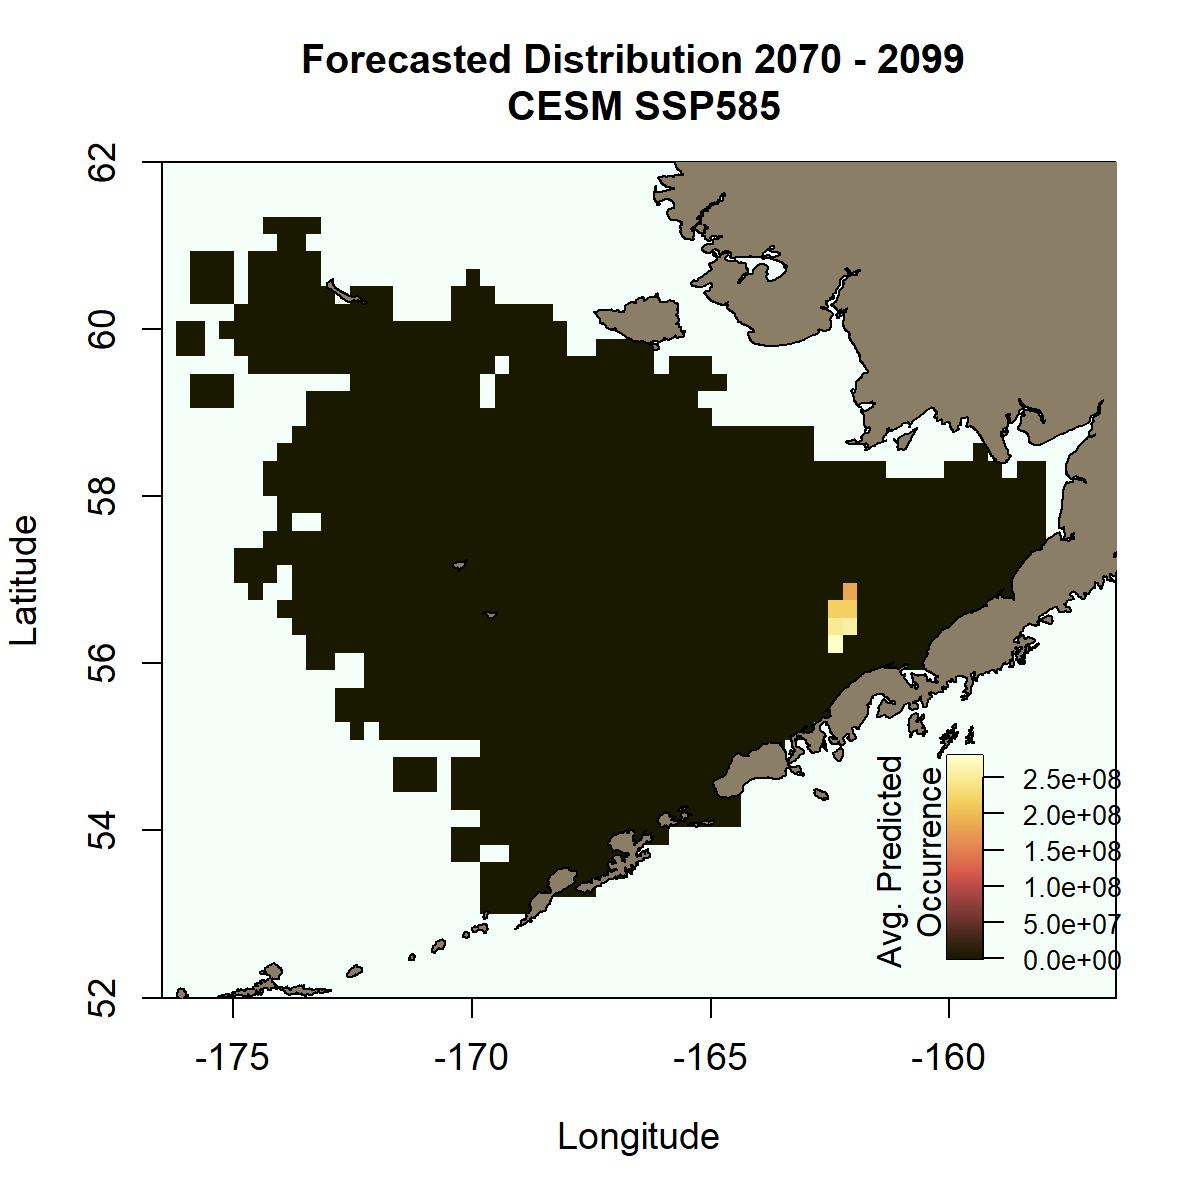 Forecasted Distribution 2070 - 2099
CESM SSP585
62
60
58
56
54
52
Latitude
-175
-170
-165
-160
Longitude
Avg. Predicted
Occurrence
2.5e+08
2.0e+08
1.5e+08
1.0e+08
5.0e+07
0.0e+00